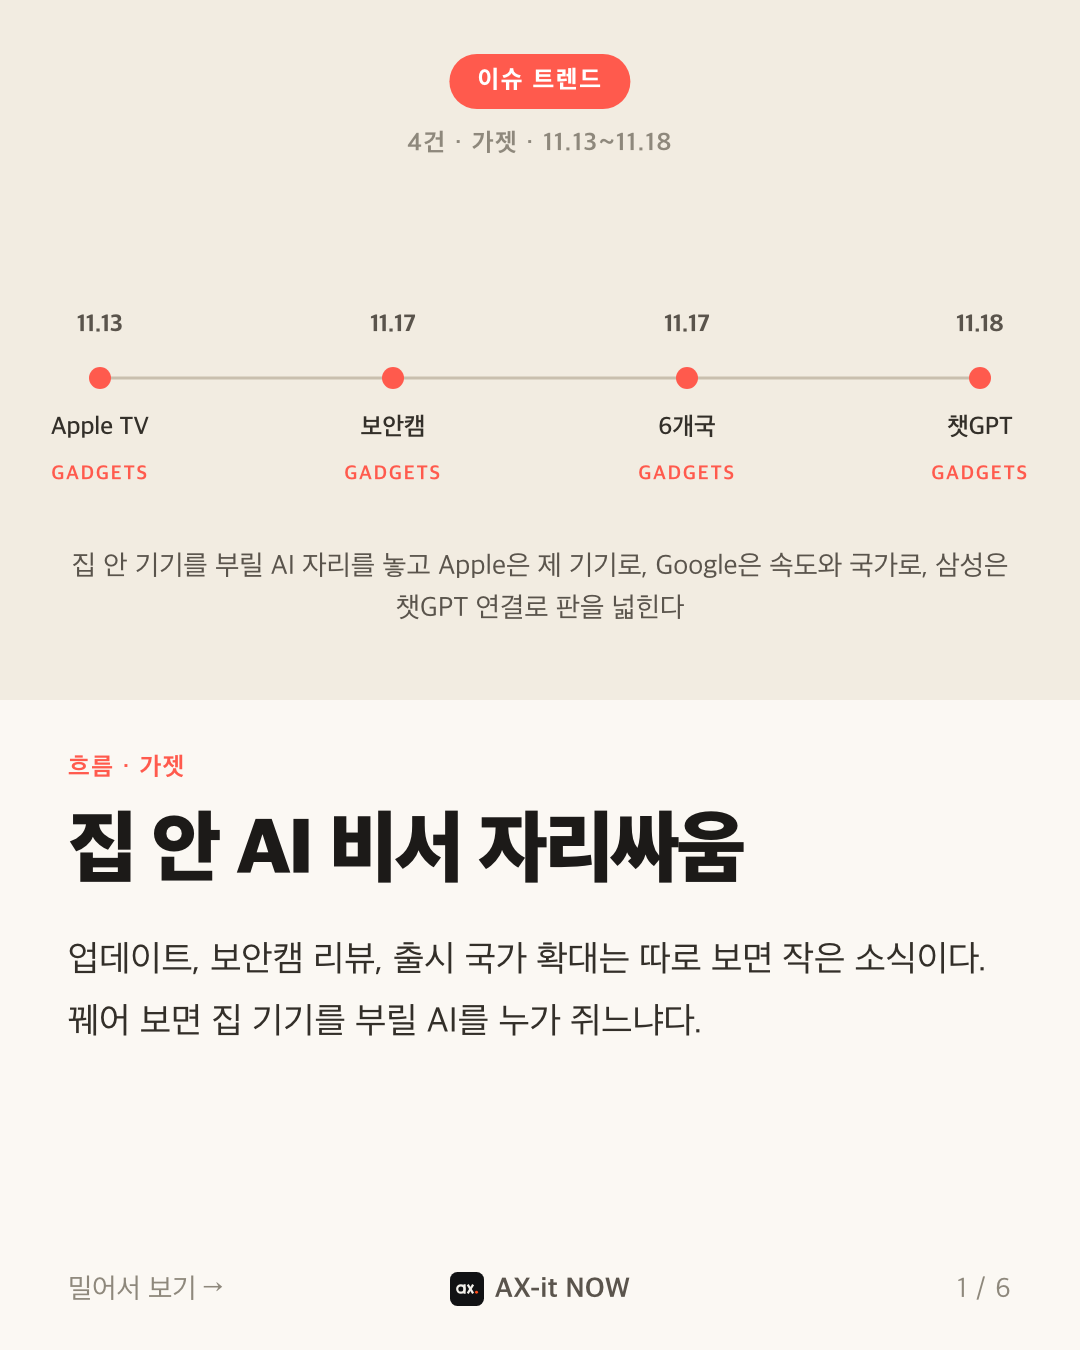 이슈 트렌드
4건 · 가젯 · 11.13~11.18
11.13 11.17 11.17 11.18
Apple TV 보안캠 6개국 챗GPT
GADGETS GADGETS GADGETS GADGETS
집 안 기기를 부릴 AI 자리를 놓고 Apple은 제 기기로, Google은 속도와 국가로, 삼성은
챗GPT 연결로 판을 넓힌다
흐름 · 가젯
집 안 AI 비서 자리싸움
업데이트, 보안캠 리뷰, 출시 국가 확대는 따로 보면 작은 소식이다.
꿰어 보면 집 기기를 부릴 AI를 누가 쥐느냐다.
밀어서 보기 → ax. AX-it NOW 1 / 6